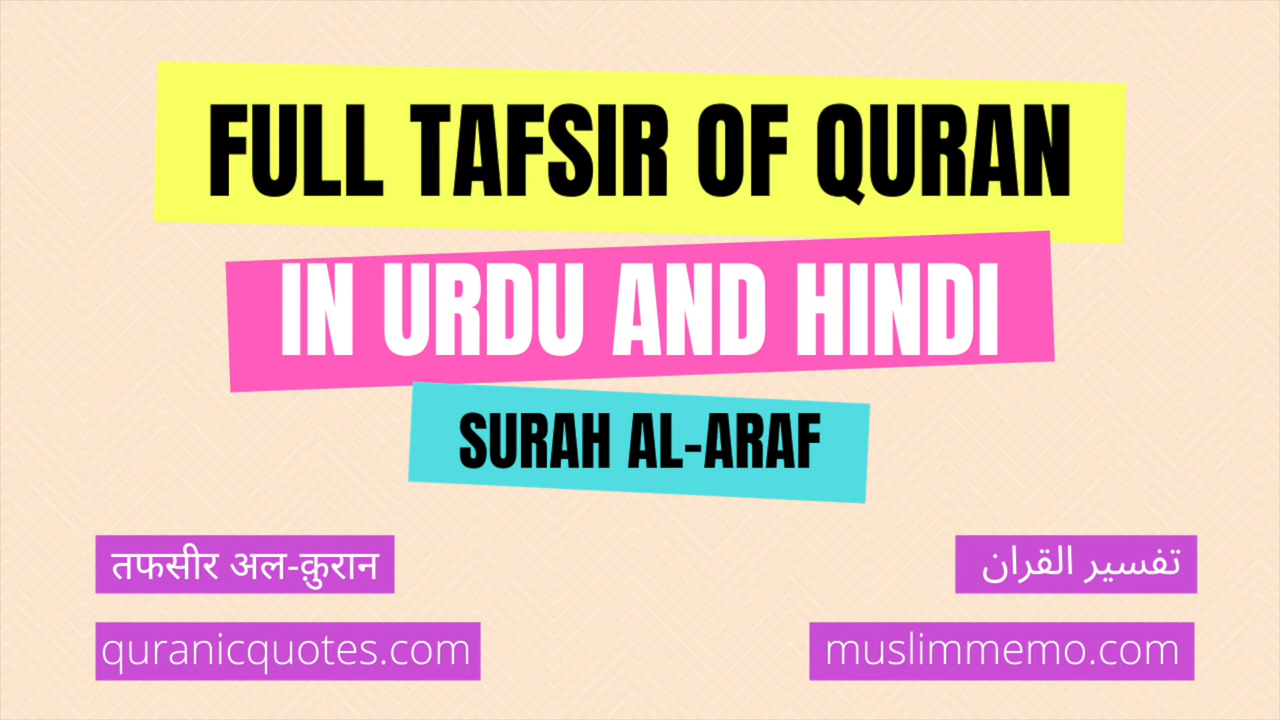 FULL TAFSIR OF QURAN
IN URDU AND HINDI
SURAH AL-ARAF
तफसीर अल-क़ुरान
تفسير القران
quranicquotes.com
muslimmemo.com